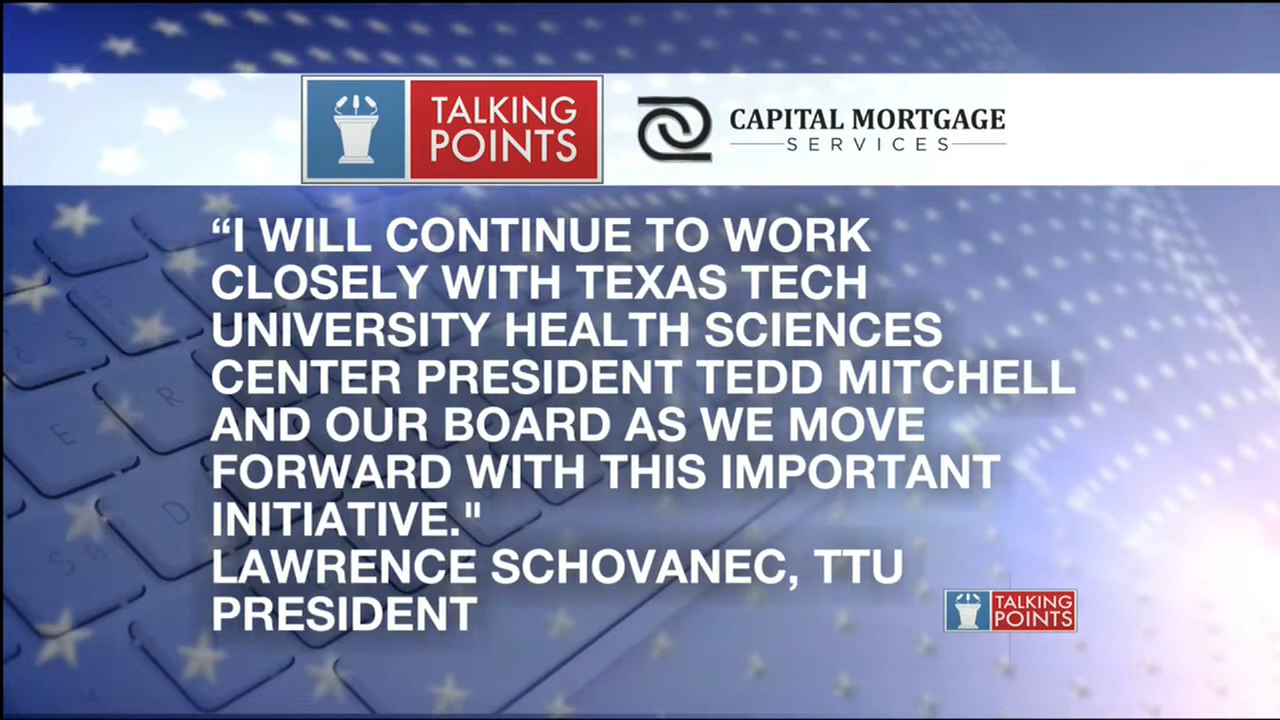 TALKING
POINTS
CAPITAL MORTGAGE
SERVICES
“I WILL CONTINUE TO WORK
CLOSELY WITH TEXAS TECH
UNIVERSITY HEALTH SCIENCES
CENTER PRESIDENT TEDD MITCHELL
AND OUR BOARD AS WE MOVE
FORWARD WITH THIS IMPORTANT
INITIATIVE."
LAWRENCE SCHOVANEC, TTU
PRESIDENT
TALKING
POINTS